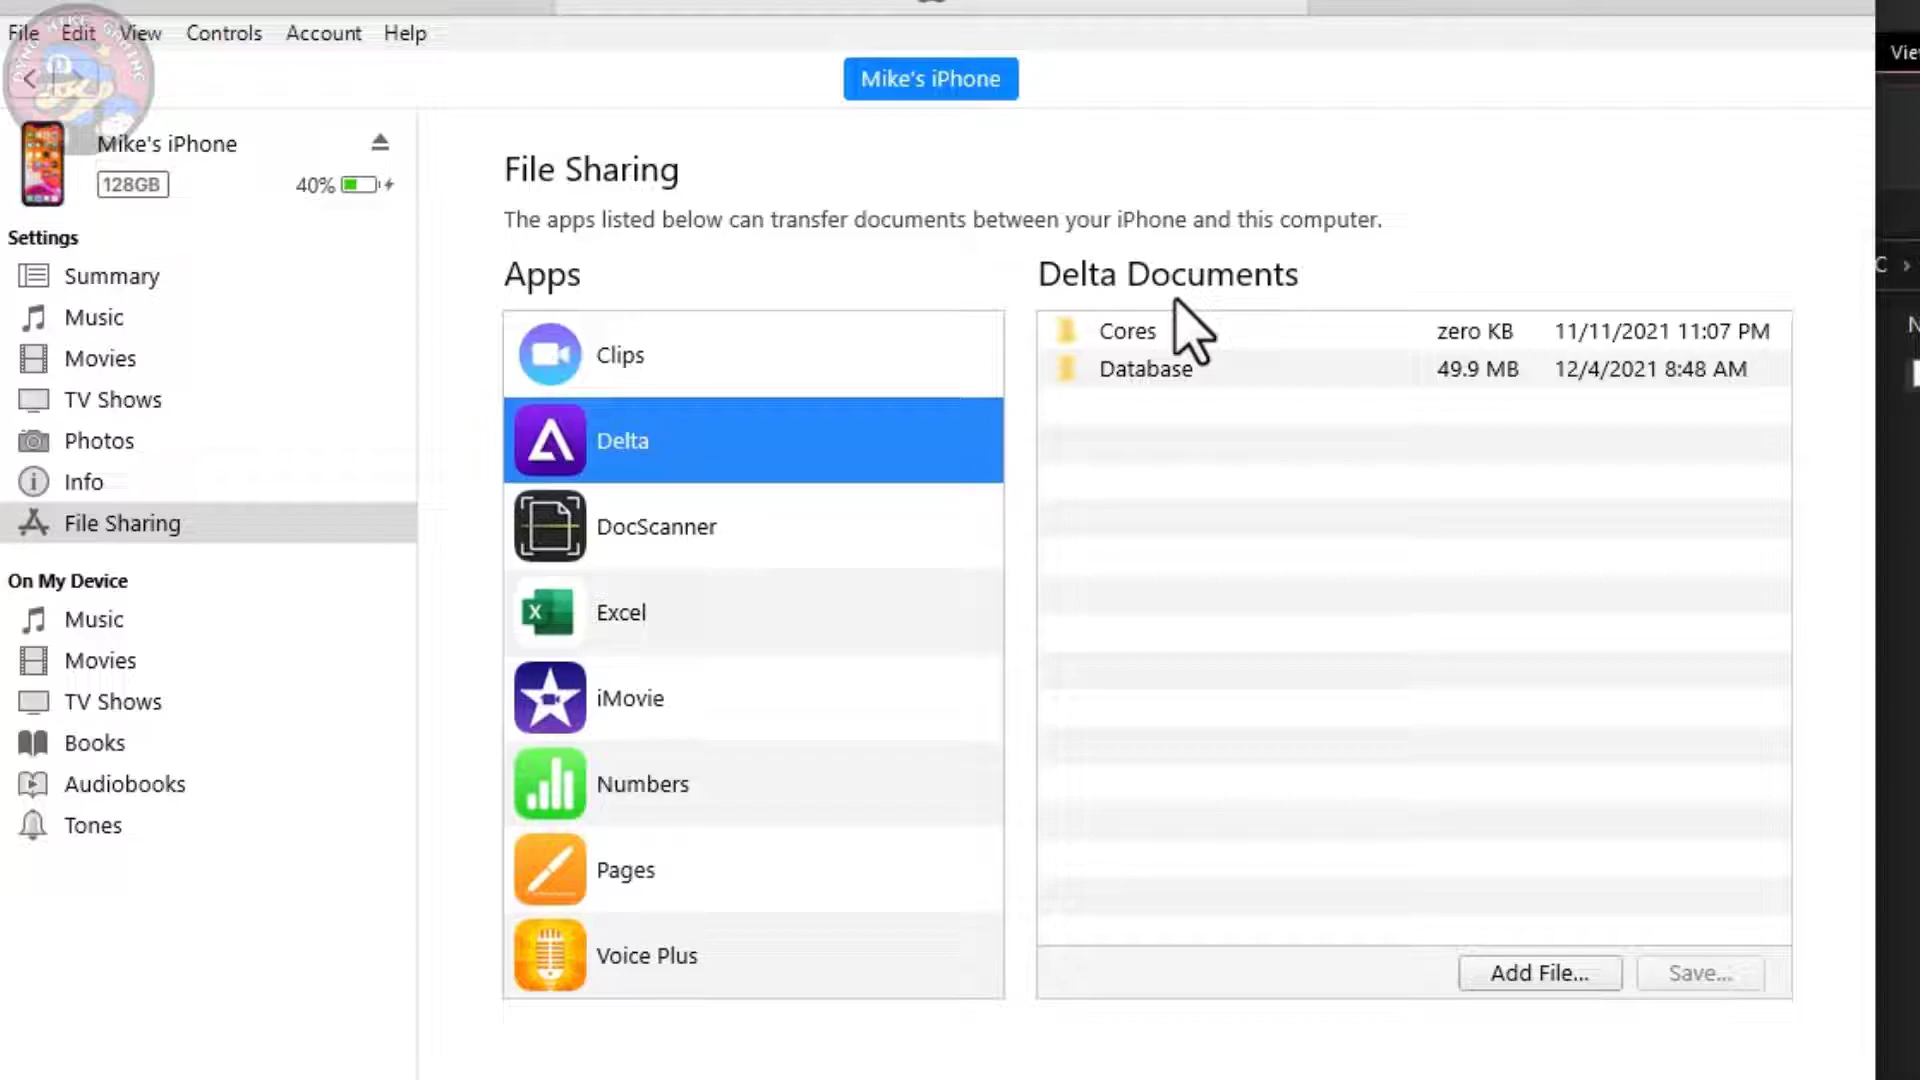 File Edit View Controls Account Help
Mike's iPhone
Mike's iPhone
128GB 40%
Settings
Summary
Music
Movies
TV Shows
Photos
Info
File Sharing
On My Device
Music
Movies
TV Shows
Books
Audiobooks
Tones
File Sharing
The apps listed below can transfer documents between your iPhone and this computer.
Apps
Clips
Delta
DocScanner
Excel
iMovie
Numbers
Pages
Voice Plus
Delta Documents
Cores zero KB 11/11/2021 11:07 PM
Database 49.9 MB 12/4/2021 8:48 AM
Add File... Save...